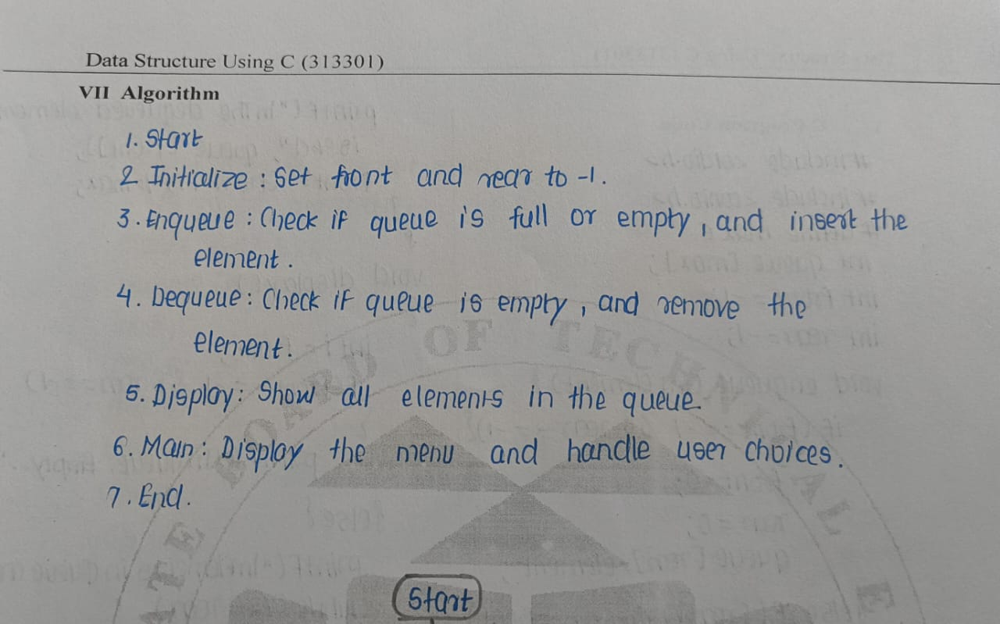 Data Structure Using C (313301)
VII Algorithm
1. Start
2 Initialize : Set front and rear to -1.
3. Enqueue : Check if queue is full or empty, and insert the
element.
4. Dequeue : Check if queue is empty, and remove the
element.
5. Display : Show all elements in the queue
6. Main : Display the menu and handle user choices.
7. End.
BOARD OF TECHNICAL E
Start